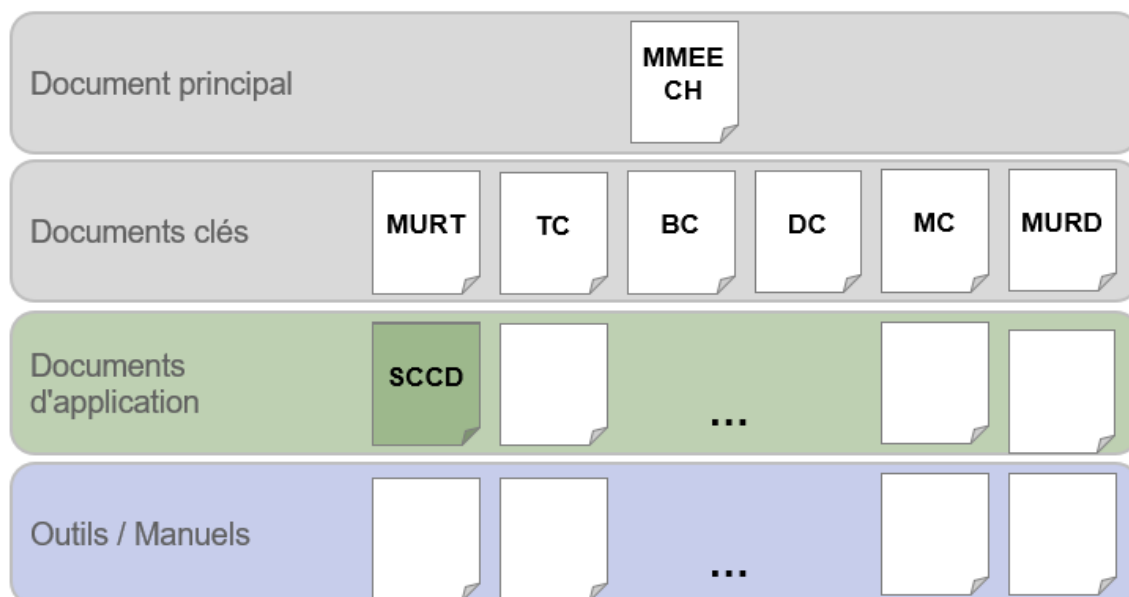 Document principal
MMEE
CH
Documents clés
MURT
TC
BC
DC
MC
MURD
Documents
d'application
SCCD
...
Outils / Manuels
...